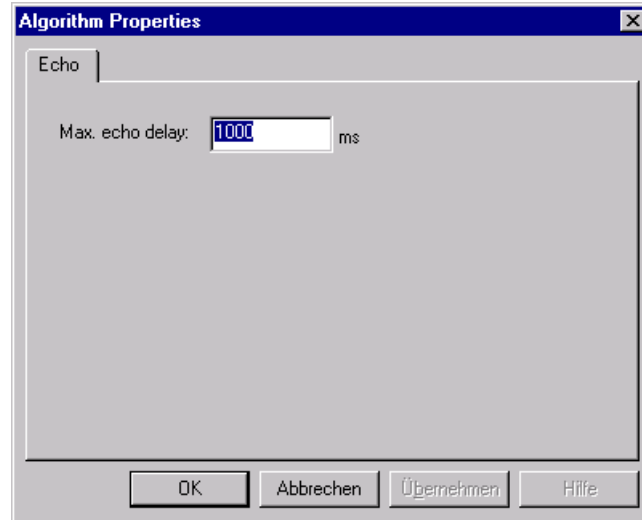 Algorithm Properties
Echo
Max. echo delay: 1000 ms
OK Abbrechen Übernehmen Hilfe